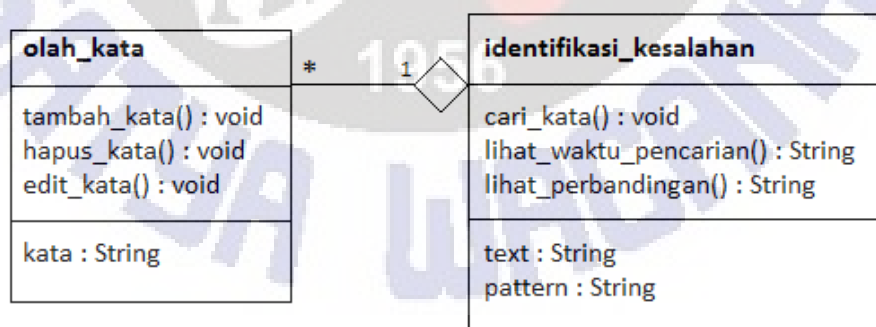 olah_kata
tambah_kata() : void
hapus_kata() : void
edit_kata() : void
kata : String
*
1
1956
identifikasi_kesalahan
cari_kata() : void
lihat_waktu_pencarian() : String
lihat_perbandingan() : String
text : String
pattern : String